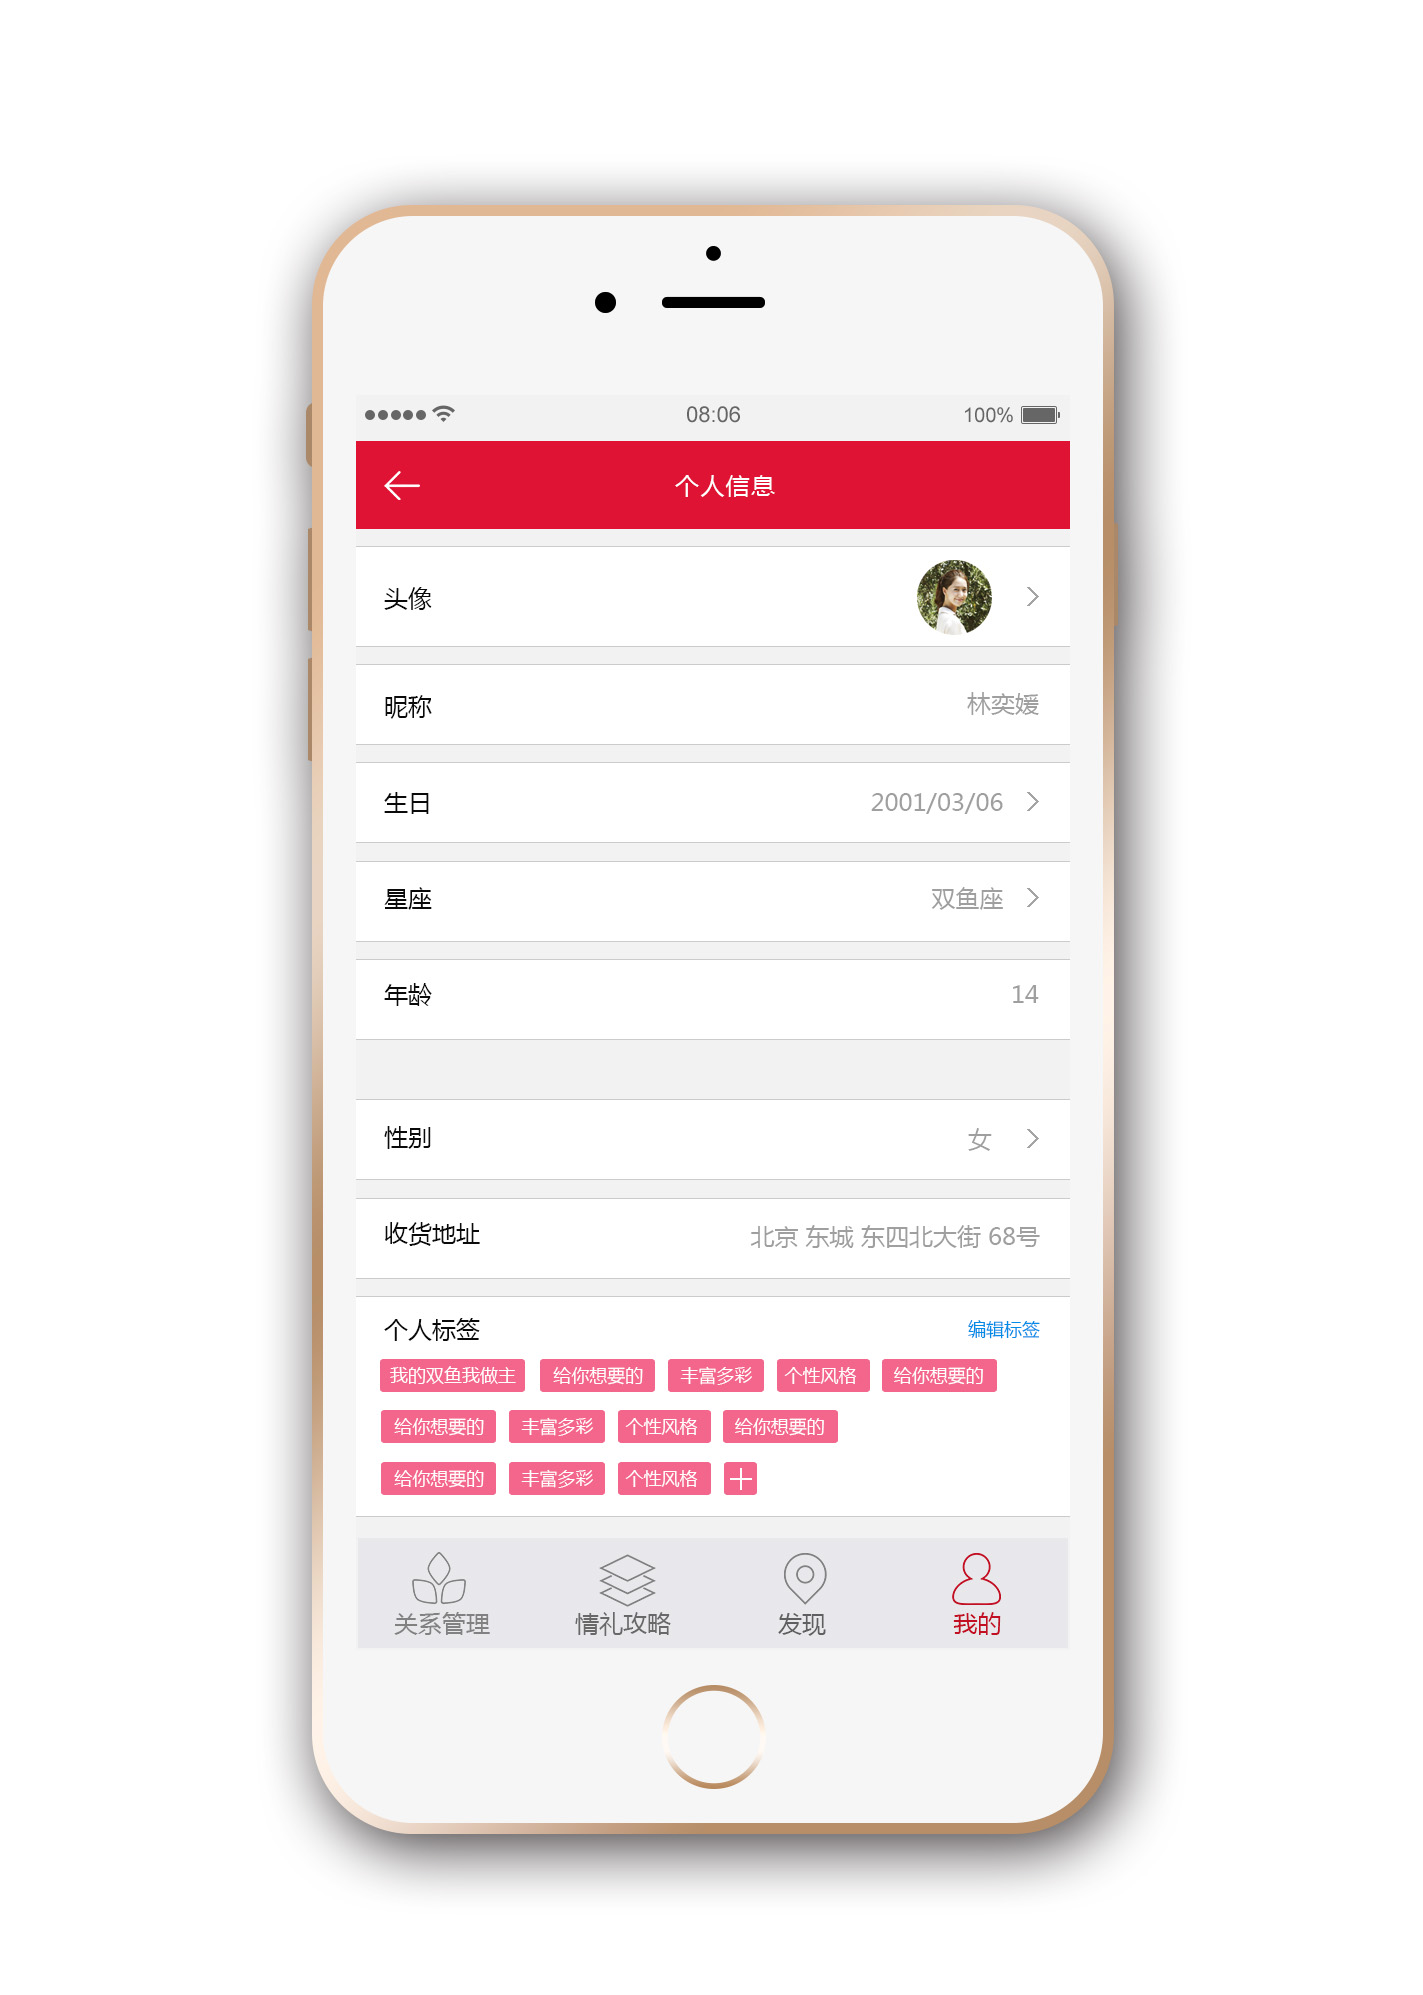 08:06 100%
个人信息
头像
昵称 林奕媛
生日 2001/03/06
星座 双鱼座
年龄 14
性别 女
收货地址 北京 东城 东四北大街 68号
个人标签 编辑标签
我的双鱼我做主 给你想要的 丰富多彩 个性风格 给你想要的
给你想要的 丰富多彩 个性风格 给你想要的
给你想要的 丰富多彩 个性风格
关系管理 情礼攻略 发现 我的